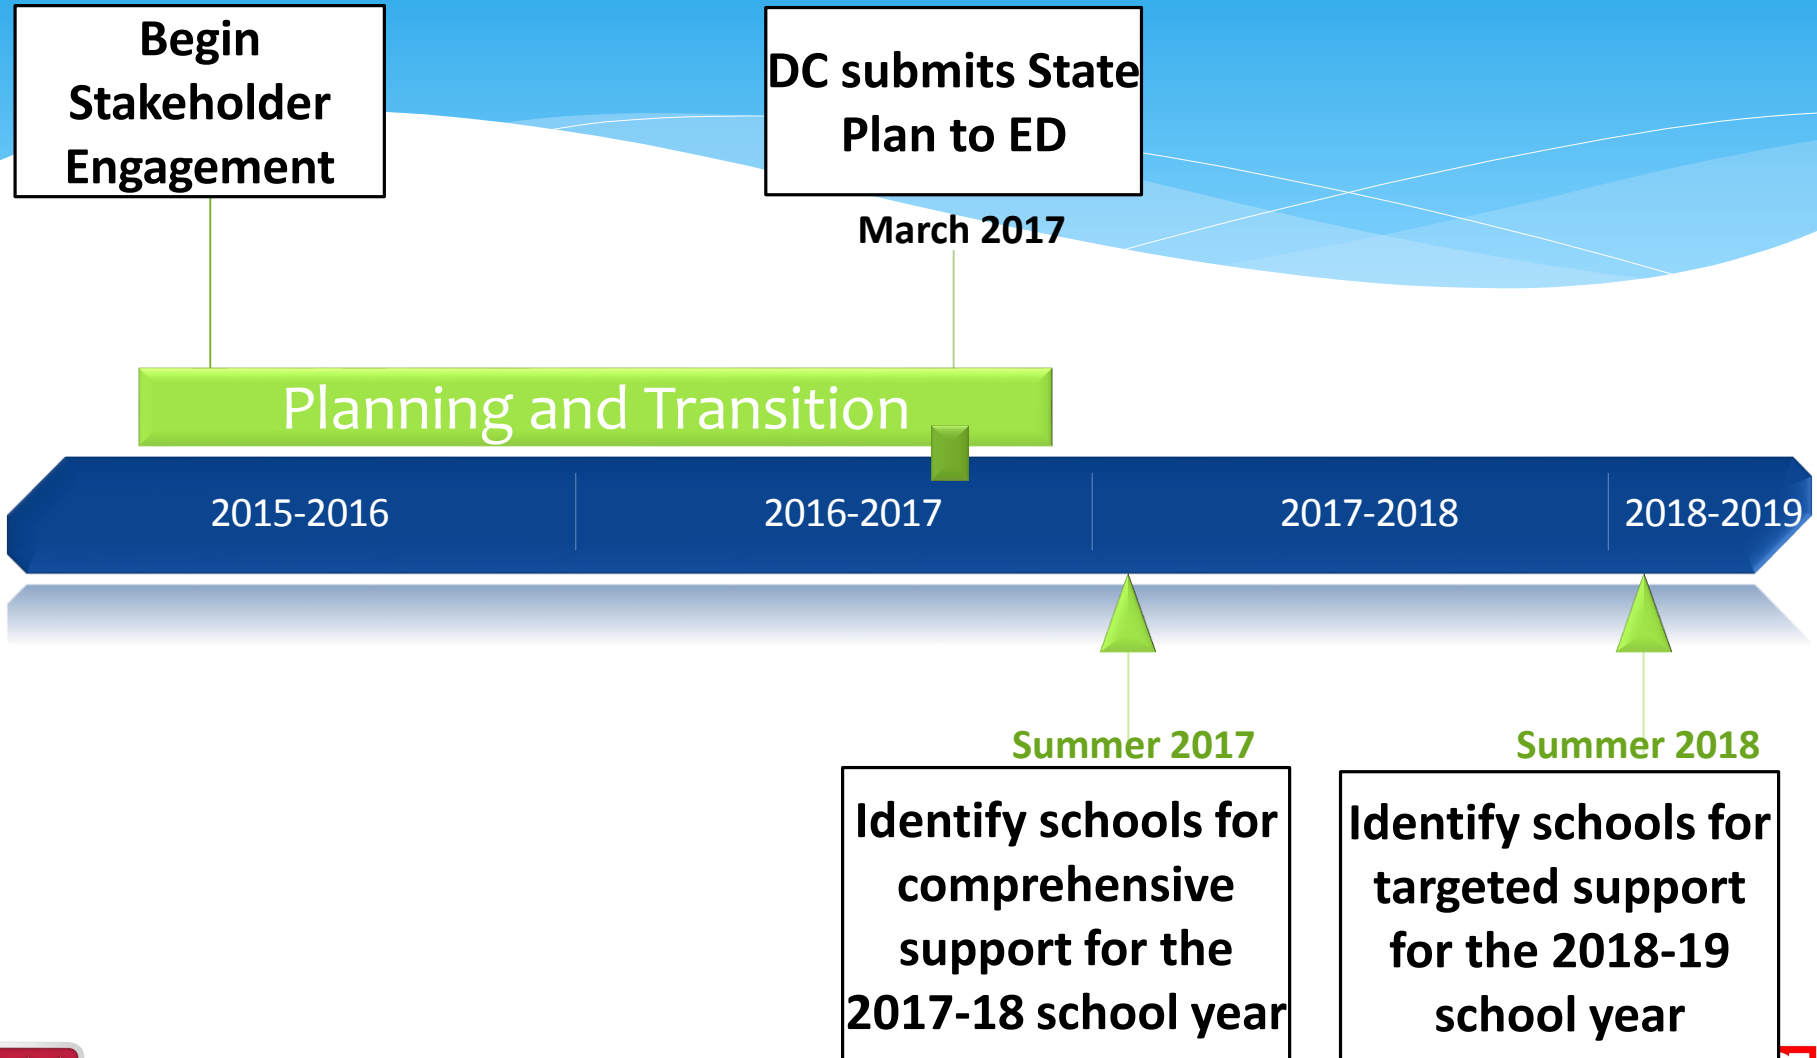 Begin
Stakeholder
Engagement
DC submits State
Plan to ED
March 2017
Planning and Transition
2015-2016
2016-2017
2017-2018
2018-2019
Summer 2017
Identify schools for
comprehensive
support for the
2017-18 school year
Summer 2018
Identify schools for
targeted support
for the 2018-19
school year